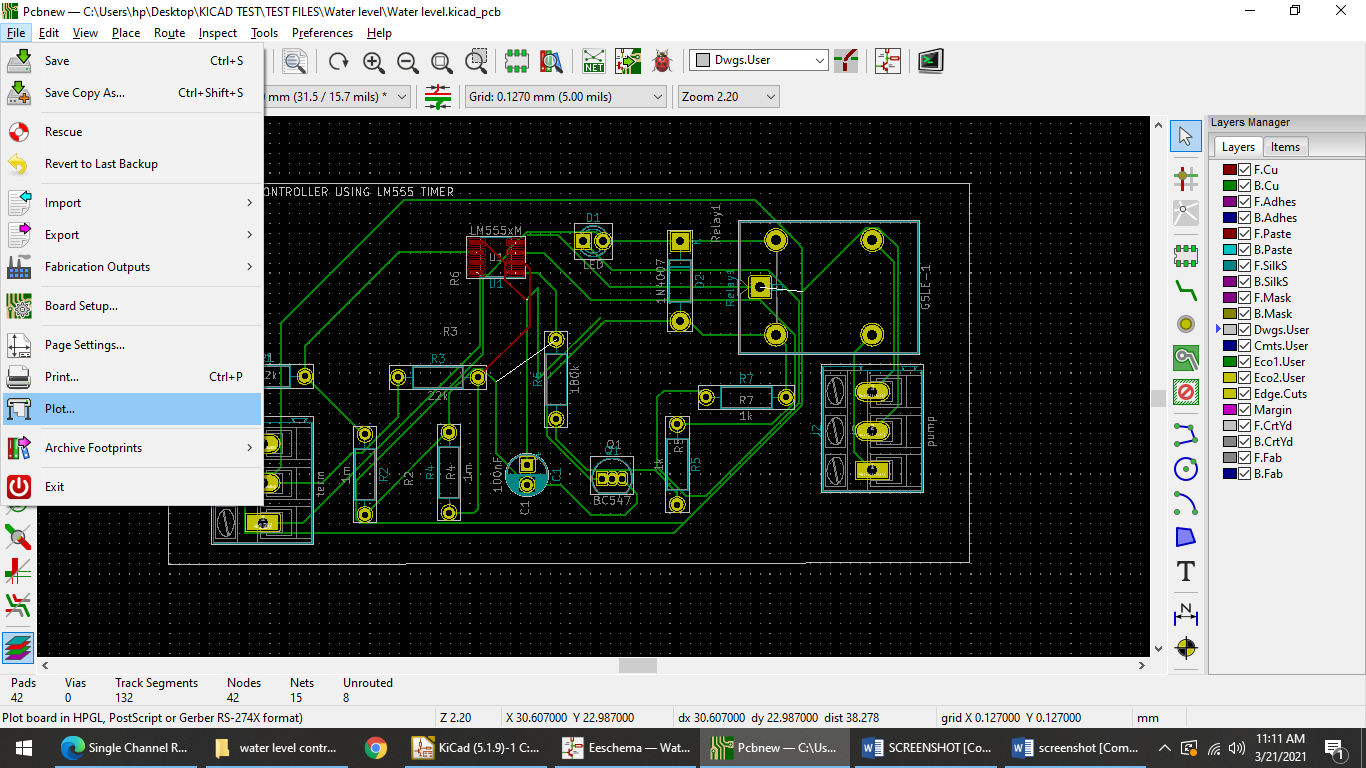 Pcbnew — C:\Users\hp\Desktop\KICAD TEST\TEST FILES\Water level\Water level.kicad_pcb
File Edit View Place Route Inspect Tools Preferences Help
Save Ctrl+S
Save Copy As... Ctrl+Shift+S
Rescue
Revert to Last Backup
Import
Export
Fabrication Outputs
Board Setup...
Page Settings...
Print... Ctrl+P
Plot...
Archive Footprints
Exit
NET
Dwgs.User
mm (31.5 / 15.7 mils) *
Grid: 0.1270 mm (5.00 mils)
Zoom 2.20
ONTROLLER USING LM555 TIMER
LM555xM
U1
U1
R6
D1
LED
1N4007
D2
Relay1
Relay1
G5LE-1
R3
R3
22k
2k
R6
180k
R7
R7
1k
J2
pump
term
1m
R2
R2
R4
R4
1m
100nF
C1
C1
Q1
BC547
1k
R5
R5
Layers Manager
Layers Items
F.Cu
B.Cu
F.Adhes
B.Adhes
F.Paste
B.Paste
F.SilkS
B.SilkS
F.Mask
B.Mask
Dwgs.User
Cmts.User
Eco1.User
Eco2.User
Edge.Cuts
Margin
F.CrtYd
B.CrtYd
F.Fab
B.Fab
T
N
Pads Vias Track Segments Nodes Nets Unrouted
42 0 132 42 15 8
Plot board in HPGL, PostScript or Gerber RS-274X format) Z 2.20 X 30.607000 Y 22.987000 dx 30.607000 dy 22.987000 dist 38.278 grid X 0.127000 Y 0.127000 mm
Single Channel R... water level contr... KiCad (5.1.9)-1 C:... Eeschema — Wat... Pcbnew — C:\Us... SCREENSHOT [Co... screenshot [Com...
11:11 AM
3/21/2021
1